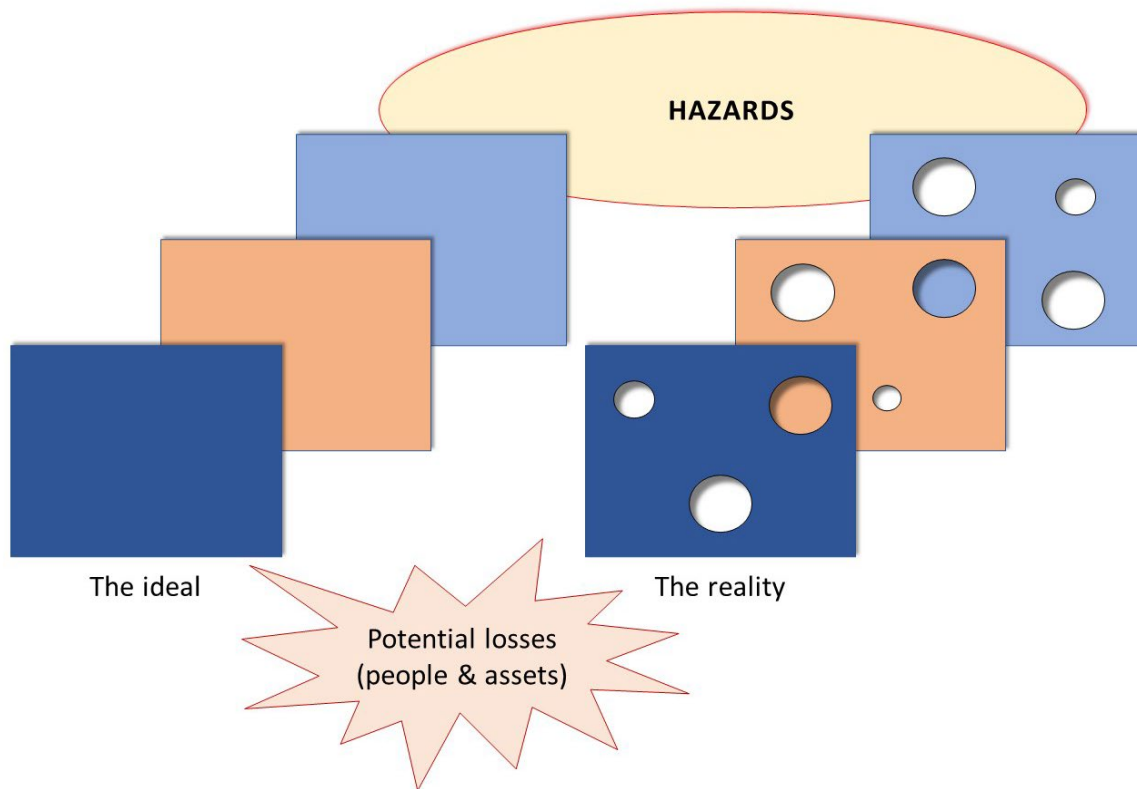 HAZARDS
The ideal
The reality
Potential losses
(people & assets)